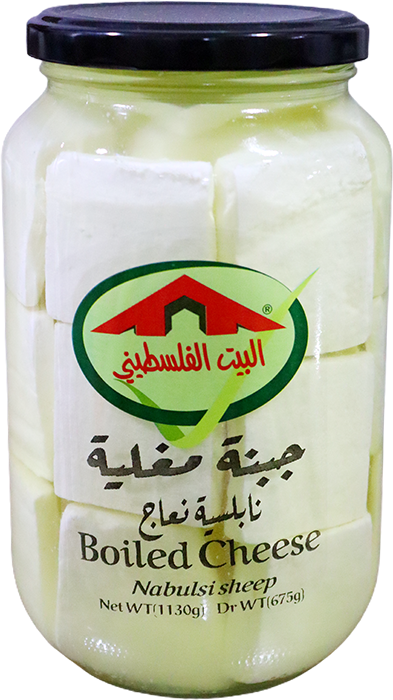 ®
البيت الفلسطيني
جبنة مغلية
نابلسية نعاج
Boiled Cheese
Nabulsi sheep
Net WT(1130g) Dr WT(675g)